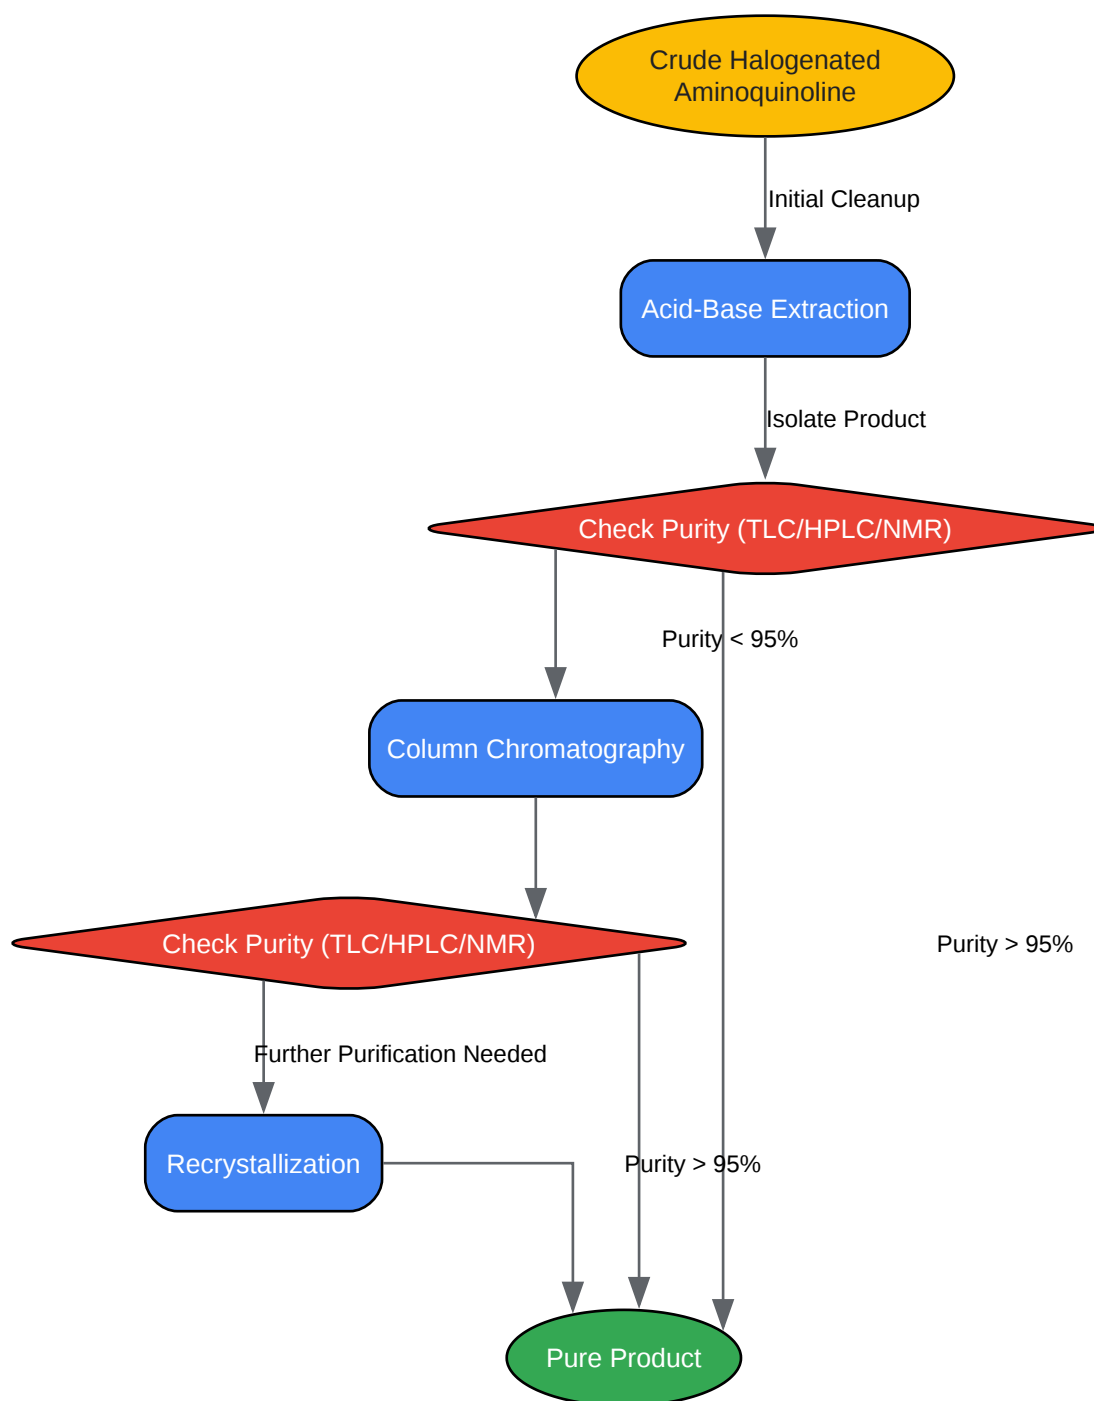 Crude Halogenated
Aminoquinoline
Initial Cleanup
Acid-Base Extraction
Isolate Product
Check Purity (TLC/HPLC/NMR)
Purity < 95%
Column Chromatography
Check Purity (TLC/HPLC/NMR)
Purity > 95%
Further Purification Needed
Recrystallization
Purity > 95%
Pure Product